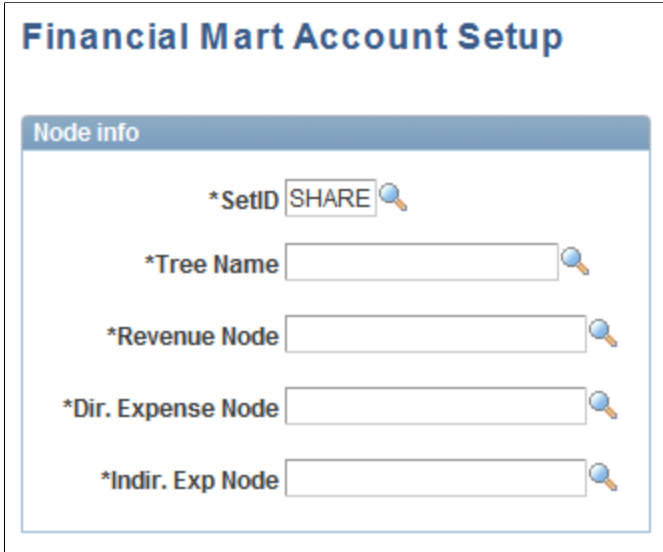 Financial Mart Account Setup
Node info
*SetID SHARE
*Tree Name
*Revenue Node
*Dir. Expense Node
*Indir. Exp Node